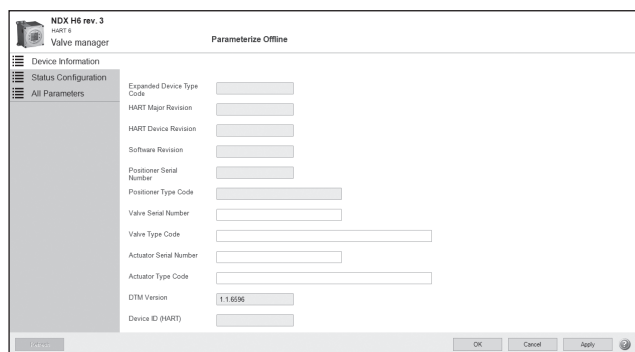 NDX H6 rev. 3
HART 6
Valve manager
Parameterize Offline
Device Information
Status Configuration
All Parameters
Expanded Device Type
Code
HART Major Revision
HART Device Revision
Software Revision
Positioner Serial
Number
Positioner Type Code
Valve Serial Number
Valve Type Code
Actuator Serial Number
Actuator Type Code
DTM Version
1.1.6596
Device ID (HART)
OK
Cancel
Apply
?